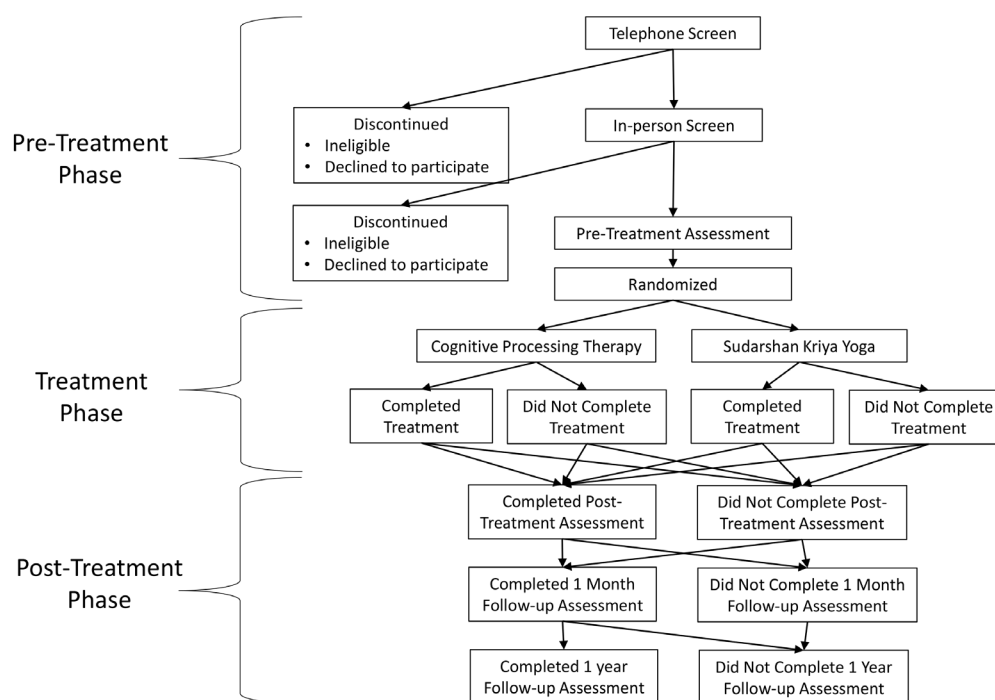 Telephone Screen
Pre-Treatment
Phase
Discontinued
• Ineligible
• Declined to participate
In-person Screen
Discontinued
• Ineligible
• Declined to participate
Pre-Treatment Assessment
Randomized
Treatment
Phase
Cognitive Processing Therapy
Sudarshan Kriya Yoga
Completed
Treatment
Did Not Complete
Treatment
Completed
Treatment
Did Not Complete
Treatment
Post-Treatment
Phase
Completed Post-
Treatment Assessment
Did Not Complete Post-
Treatment Assessment
Completed 1 Month
Follow-up Assessment
Did Not Complete 1 Month
Follow-up Assessment
Completed 1 year
Follow-up Assessment
Did Not Complete 1 Year
Follow-up Assessment